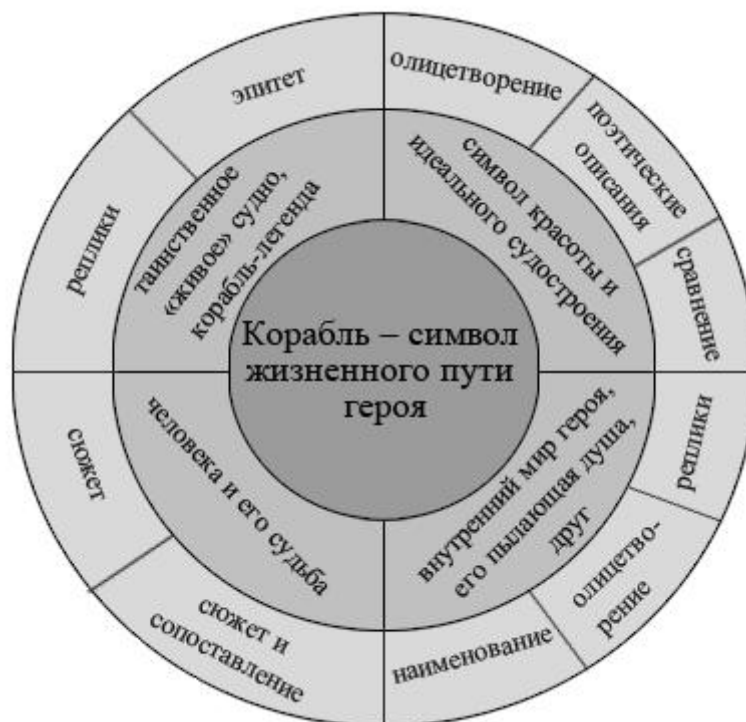 эпитет
олицетворение
поэтические
описания
сравнение
реплики
таинственное
«живое» судно,
корабль-легенда
символ красоты и
идеального судостроения
Корабль – символ
жизненного пути
героя
человека и его судьба
внутренний мир героя,
его пылающая душа,
друг
реплики
олицетво-
рение
наименование
сюжет
сюжет и
сопоставление